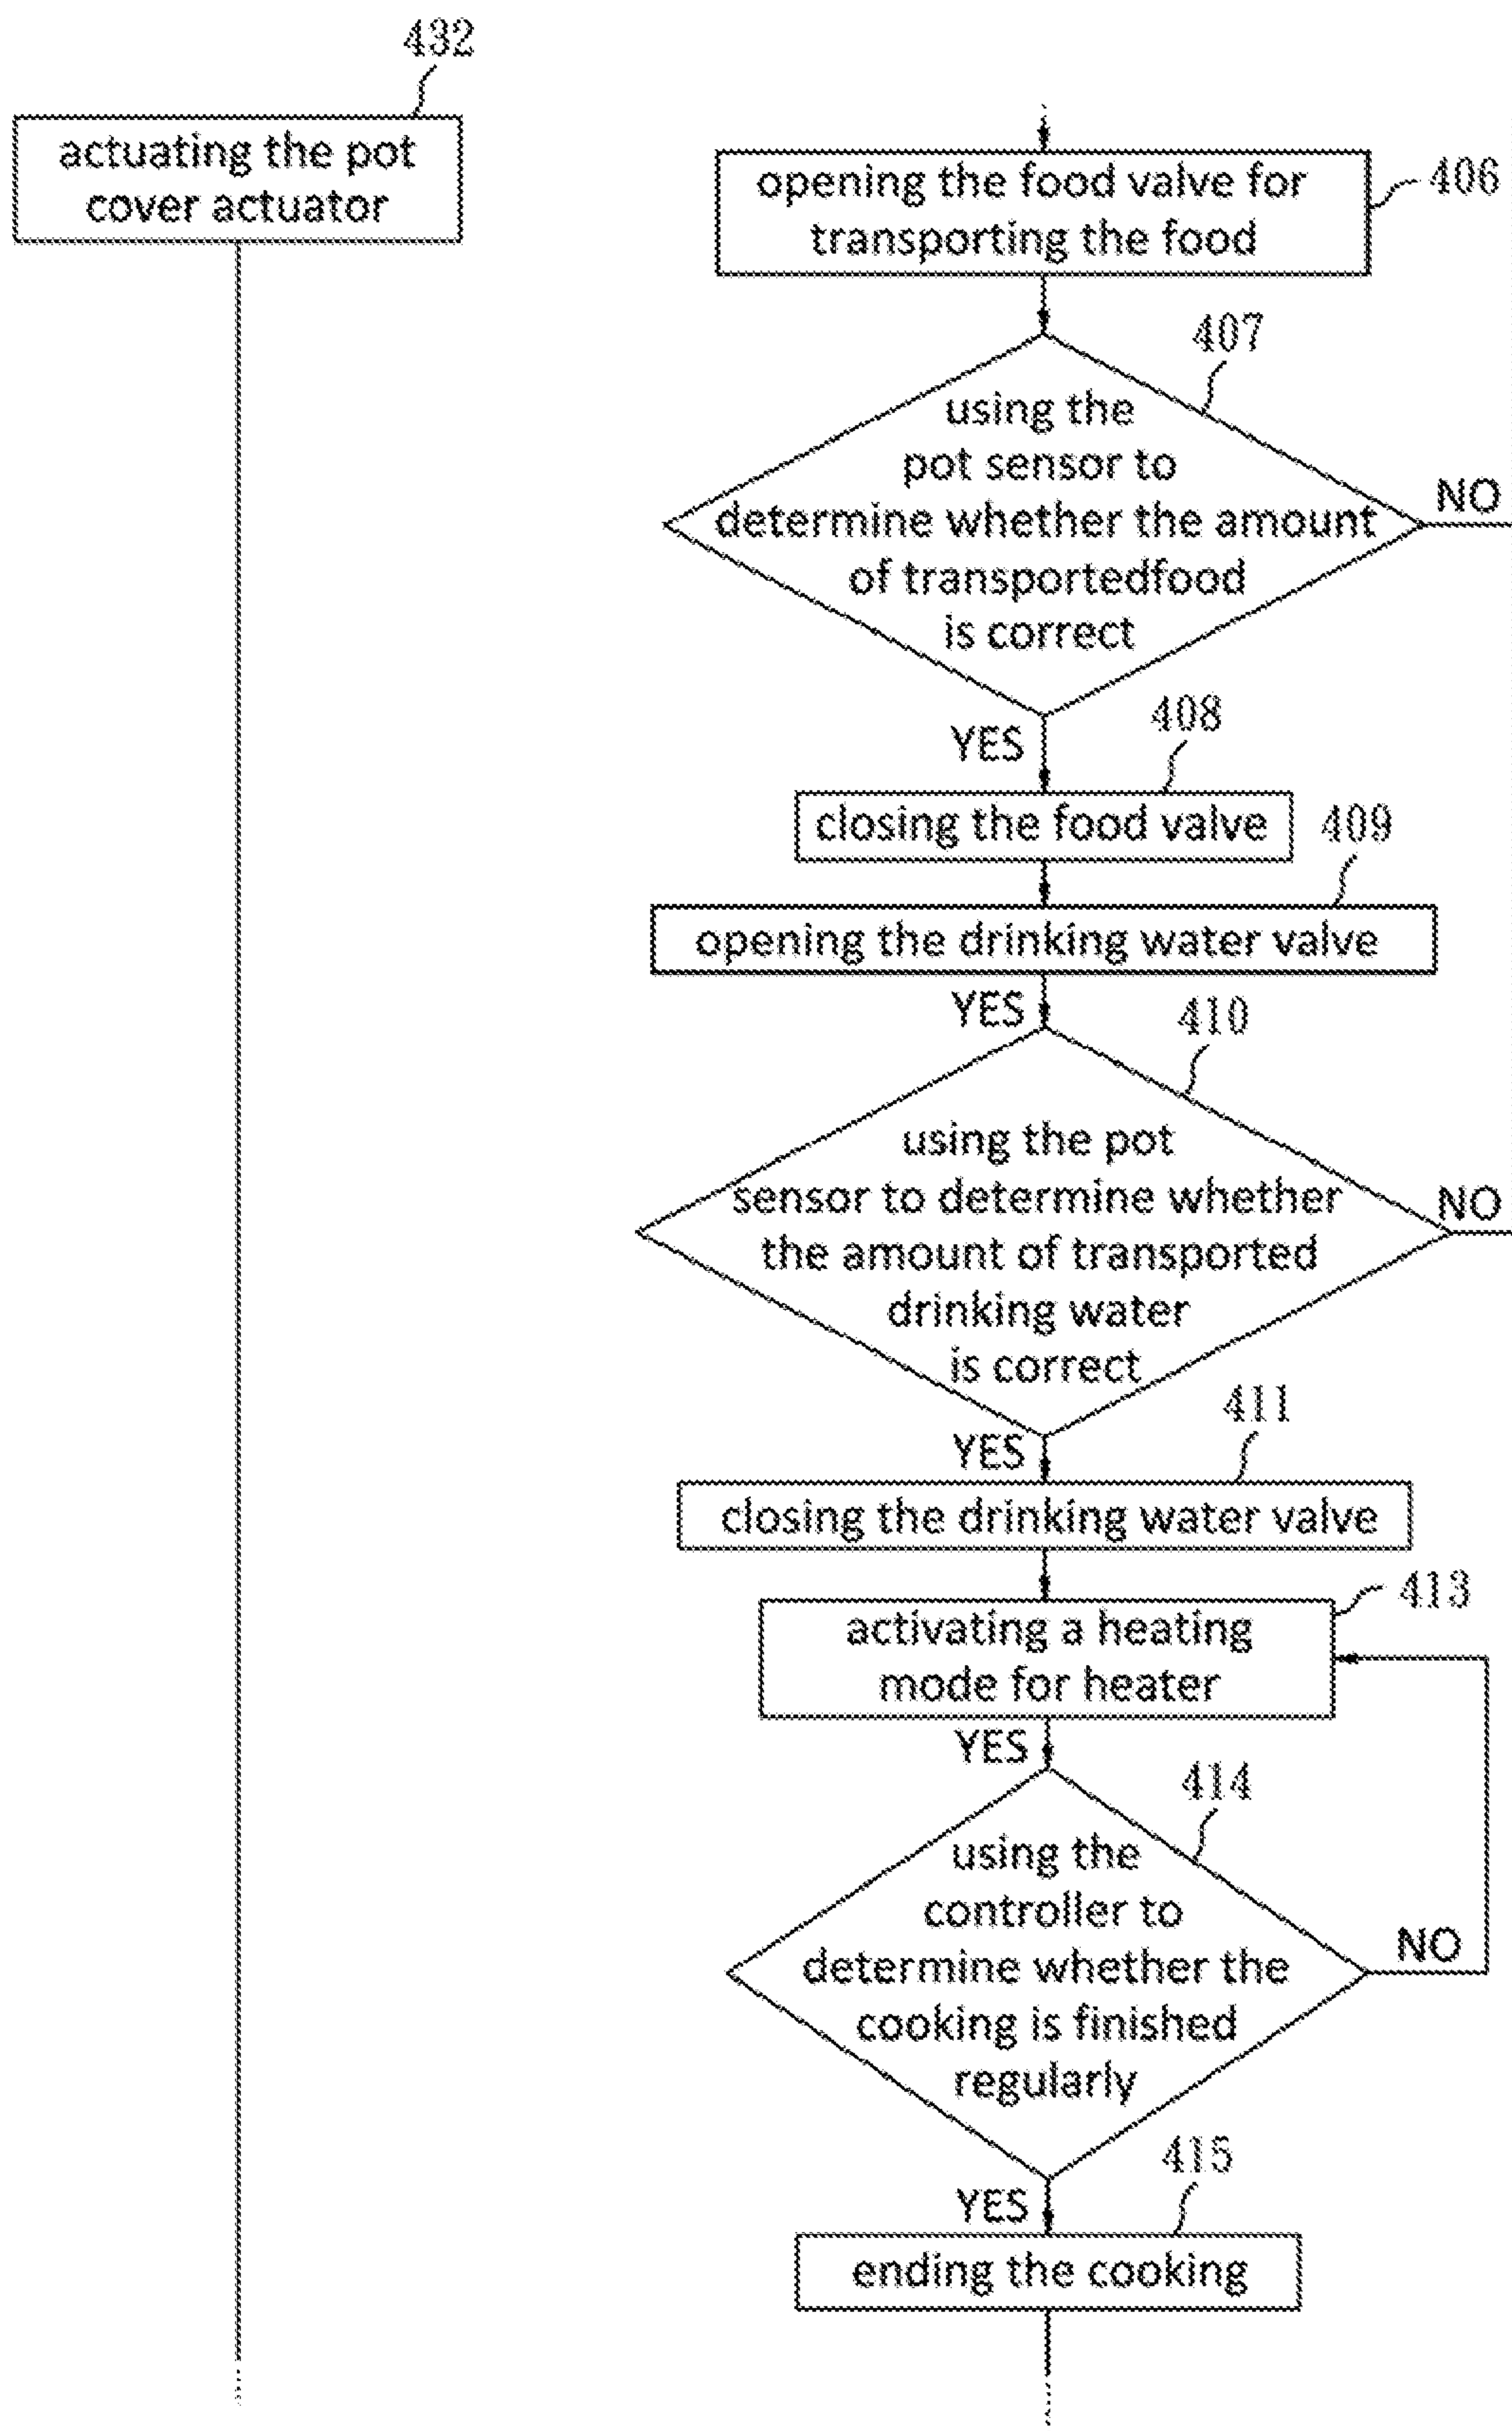 432
actuating the pot
cover actuator
opening the food valve for
transporting the food
406
407
using the
pot sensor to
determine whether the amount
of transportedfood
is correct
NO
YES
408
closing the food valve
409
opening the drinking water valve
YES
410
using the pot
sensor to determine whether
the amount of transported
drinking water
is correct
NO
YES
411
closing the drinking water valve
413
activating a heating
mode for heater
YES
414
using the
controller to
determine whether the
cooking is finished
regularly
NO
YES
415
ending the cooking